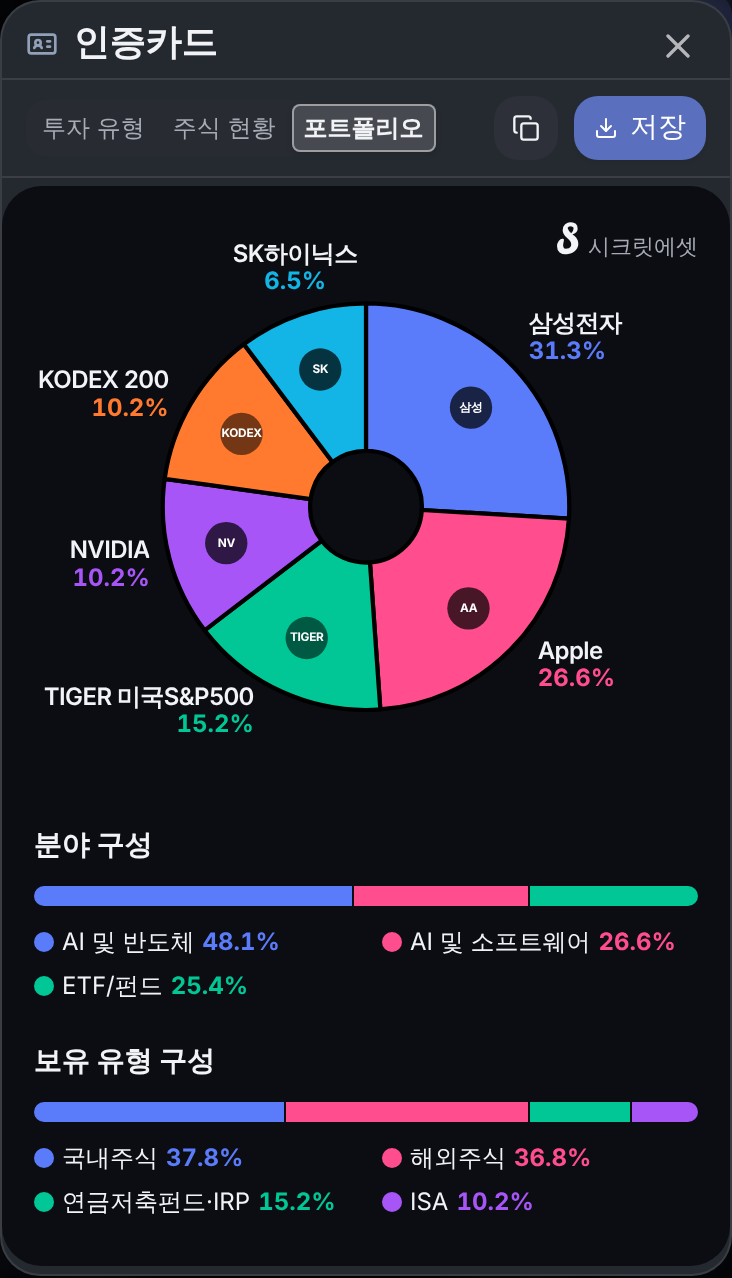 인증카드
투자 유형
주식 현황
포트폴리오
저장
S 시크릿에셋
SK하이닉스
6.5%
삼성전자
31.3%
KODEX 200
10.2%
SK
삼성
KODEX
NVIDIA
10.2%
NV
AA
TIGER
Apple
26.6%
TIGER 미국S&P500
15.2%
분야 구성
AI 및 반도체 48.1%
AI 및 소프트웨어 26.6%
ETF/펀드 25.4%
보유 유형 구성
국내주식 37.8%
해외주식 36.8%
연금저축펀드·IRP 15.2%
ISA 10.2%